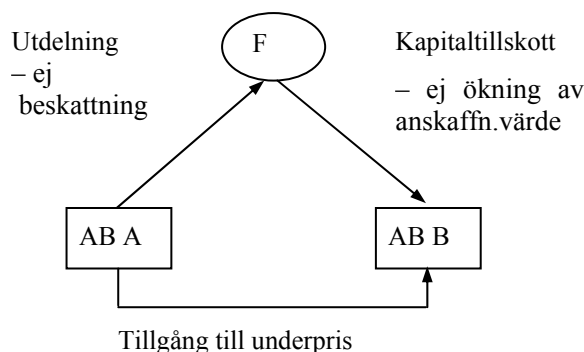 Utdelning
– ej
beskattning
F
Kapitaltillskott
– ej ökning av
anskaffn.värde
AB A
AB B
Tillgång till underpris